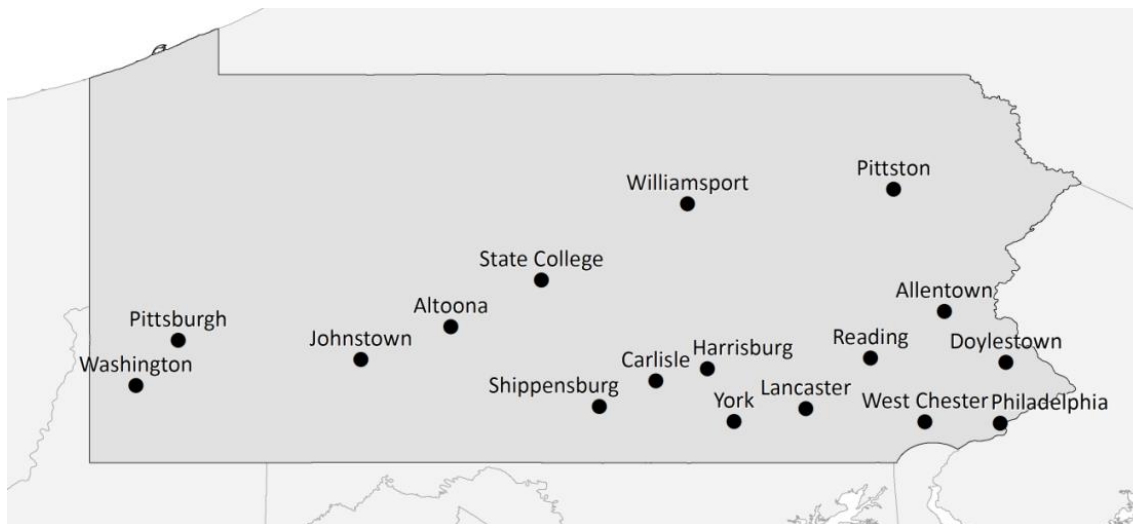 Pittston
Williamsport
State College
Allentown
Altoona
Pittsburgh
Johnstown
Reading
Doylestown
Harrisburg
Carlisle
Washington
Shippensburg
Lancaster
York
West Chester
Philadelphia